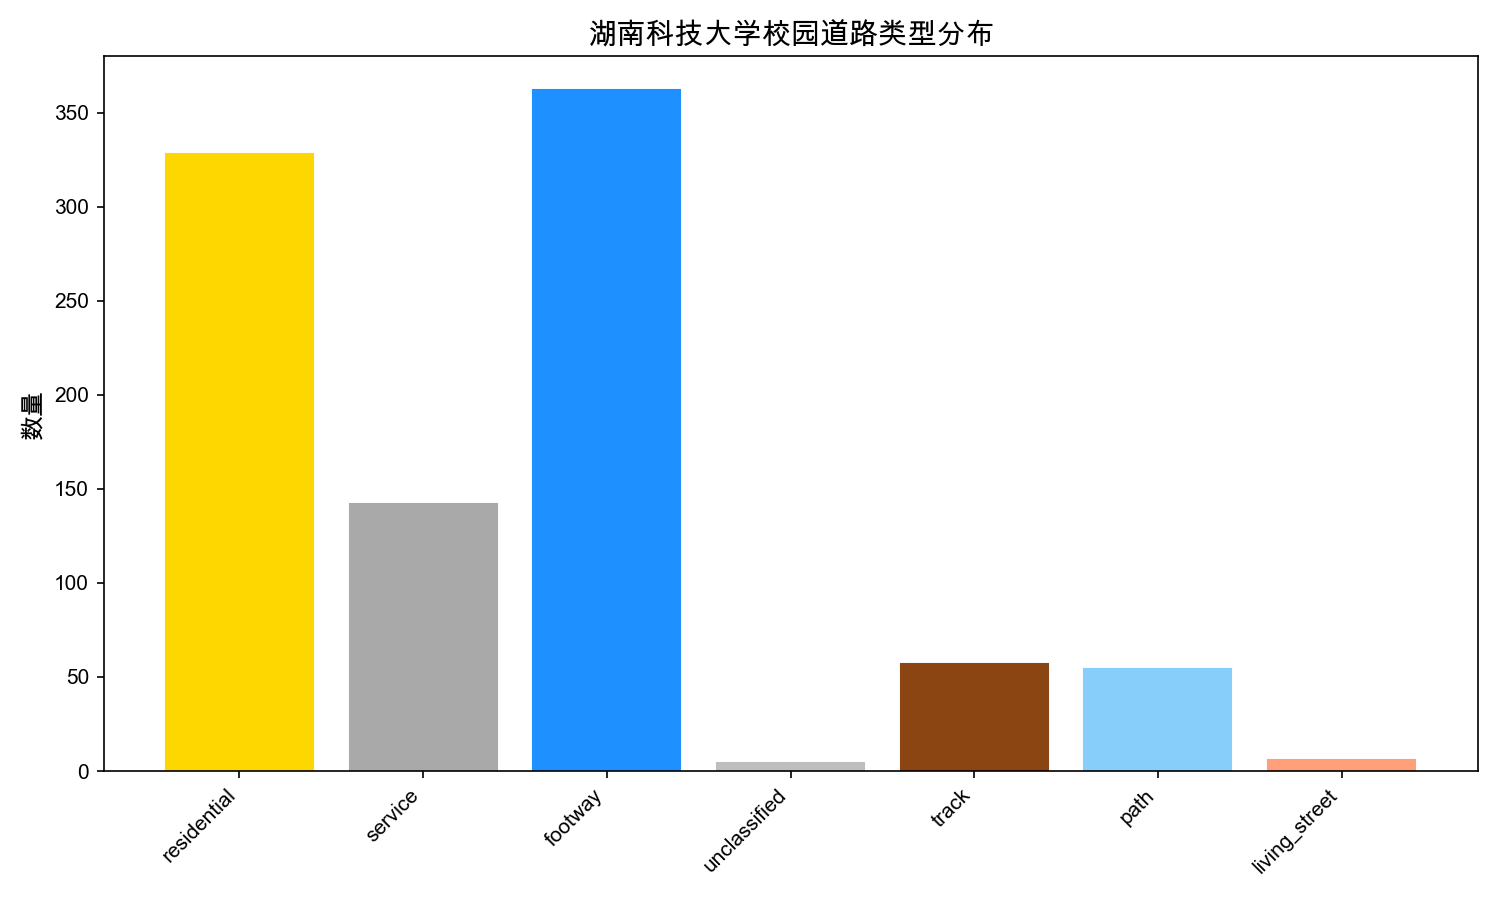 湖南科技大学校园道路类型分布
数量
350
300
250
200
150
100
50
0
residential
service
footway
unclassified
track
path
living_street